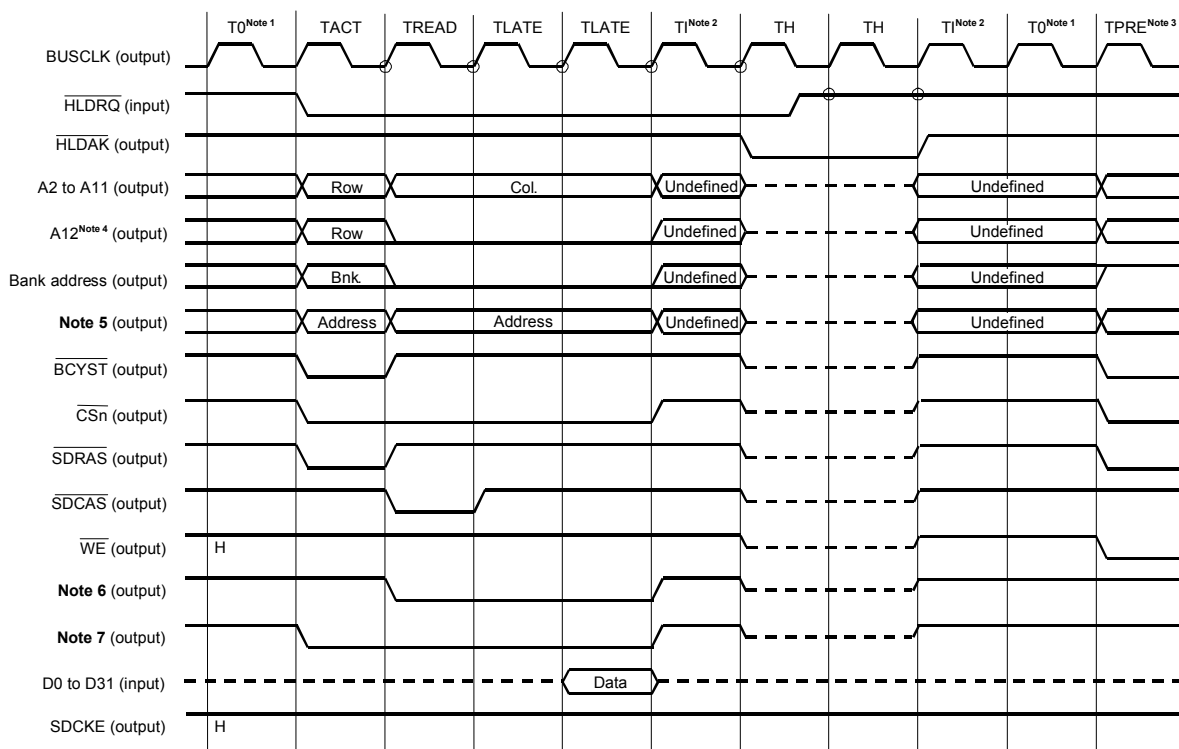 T0Note 1 TACT TREAD TLATE TLATE TINote 2 TH TH TINote 2 T0Note 1 TPRENote 3
BUSCLK (output)
HLDRQ (input)
HLDAK (output)
A2 to A11 (output) Row Col. Undefined Undefined
A12Note 4 (output) Row Undefined Undefined
Bank address (output) Bnk. Undefined Undefined
Note 5 (output) Address Address Undefined Undefined
BCYST (output)
CSn (output)
SDRAS (output)
SDCAS (output)
WE (output) H
Note 6 (output)
Note 7 (output)
D0 to D31 (input) Data
SDCKE (output) H